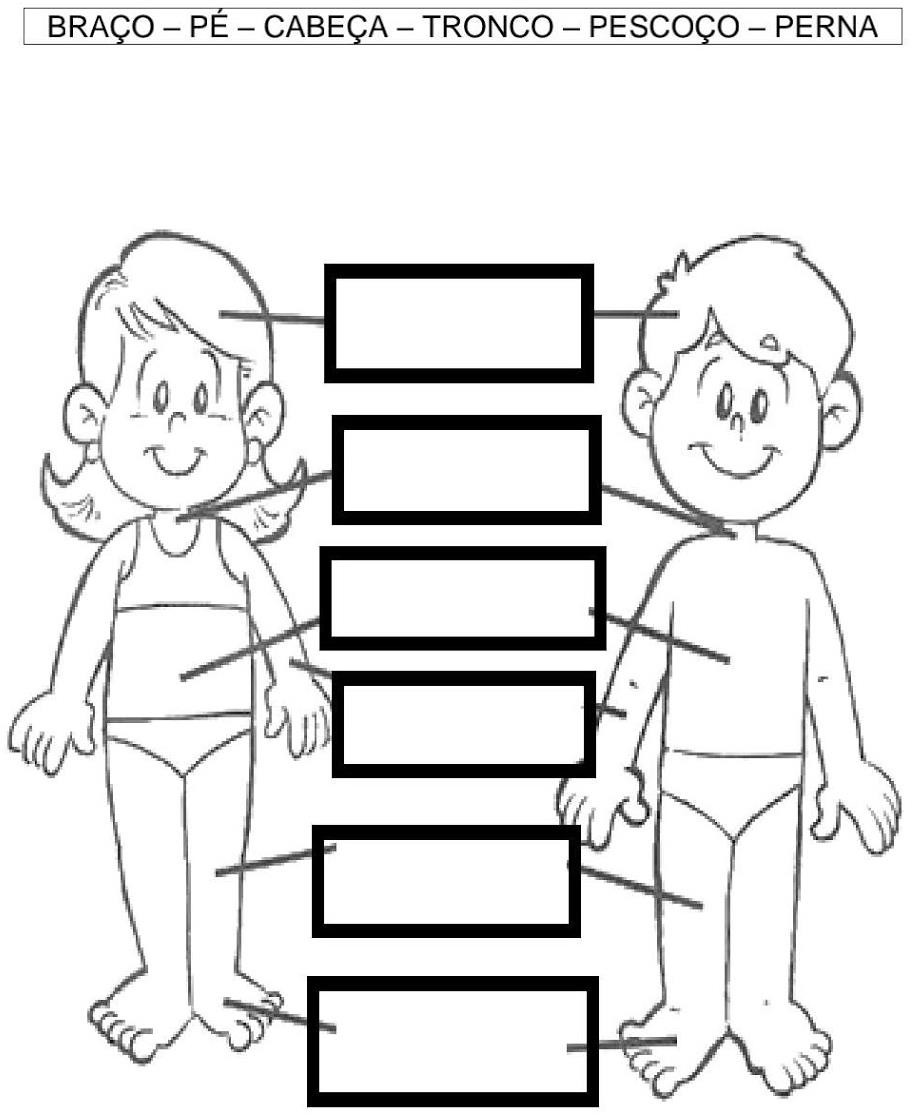 BRAÇO – PÉ – CABEÇA – TRONCO – PESCOÇO – PERNA